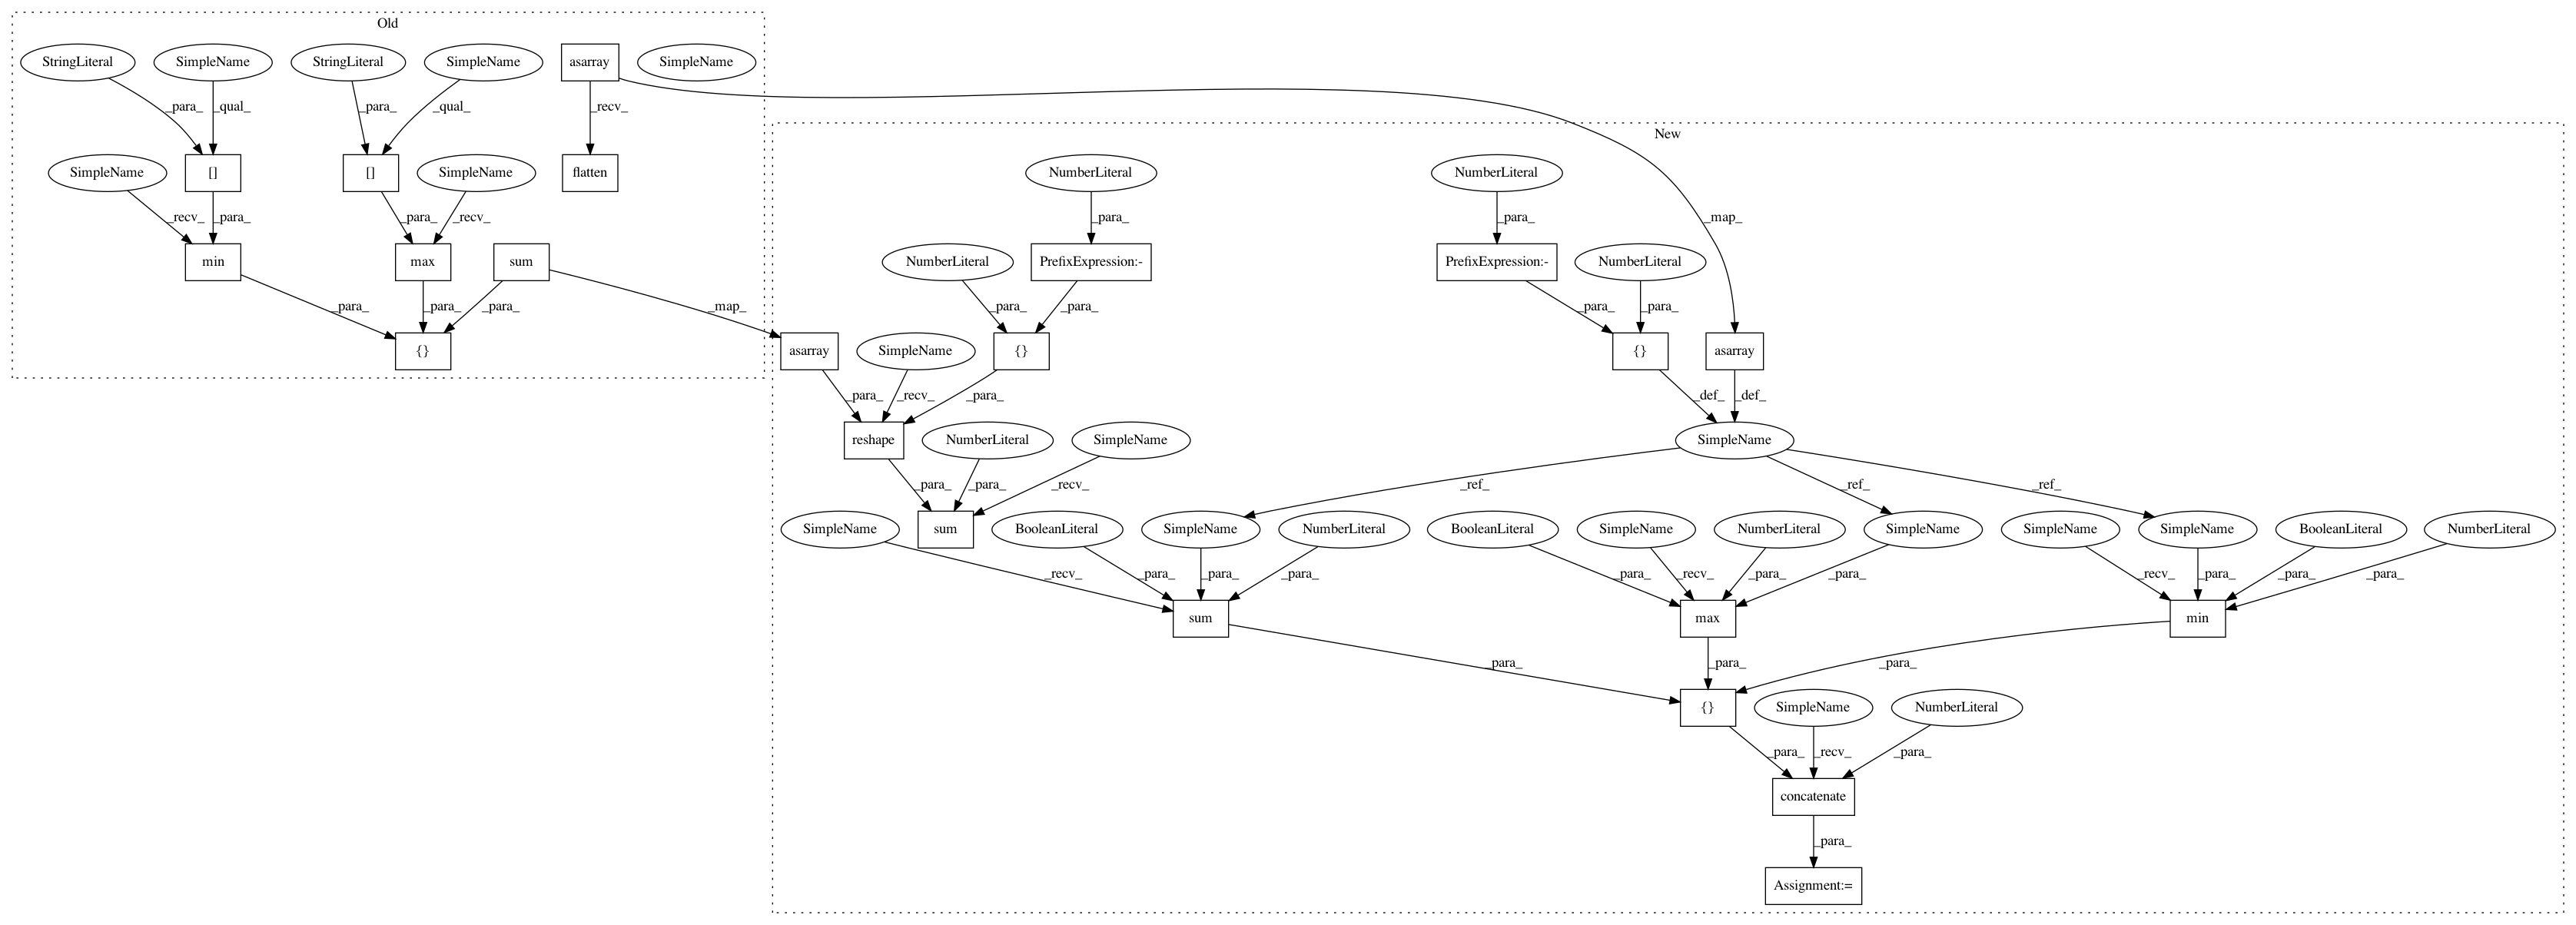 Old
StringLiteral SimpleName StringLiteral SimpleName asarray SimpleName
_para_ _qual_ _para_ _qual_ _recv_
New
SimpleName [] [] SimpleName flatten NumberLiteral NumberLiteral
_recv_ _para_ _para_ _recv_ _para_ _para_ _map_
min max sum NumberLiteral PrefixExpression:- PrefixExpression:- NumberLiteral
_para_ _para_ _para_ _map_ _para_ _para_ _para_ _para_
{} asarray SimpleName {} {} asarray
_para_ _recv_ _para_ _def_ _def_
reshape NumberLiteral SimpleName SimpleName
_para_ _para_ _recv_ _ref_ _ref_ _ref_
SimpleName sum BooleanLiteral SimpleName NumberLiteral BooleanLiteral SimpleName NumberLiteral SimpleName SimpleName SimpleName BooleanLiteral NumberLiteral
_recv_ _para_ _para_ _para_ _para_ _recv_ _para_ _para_ _recv_ _para_ _para_ _para_
sum max min
_para_ _para_ _para_
{} SimpleName NumberLiteral
_para_ _recv_ _para_
concatenate
_para_
Assignment:=